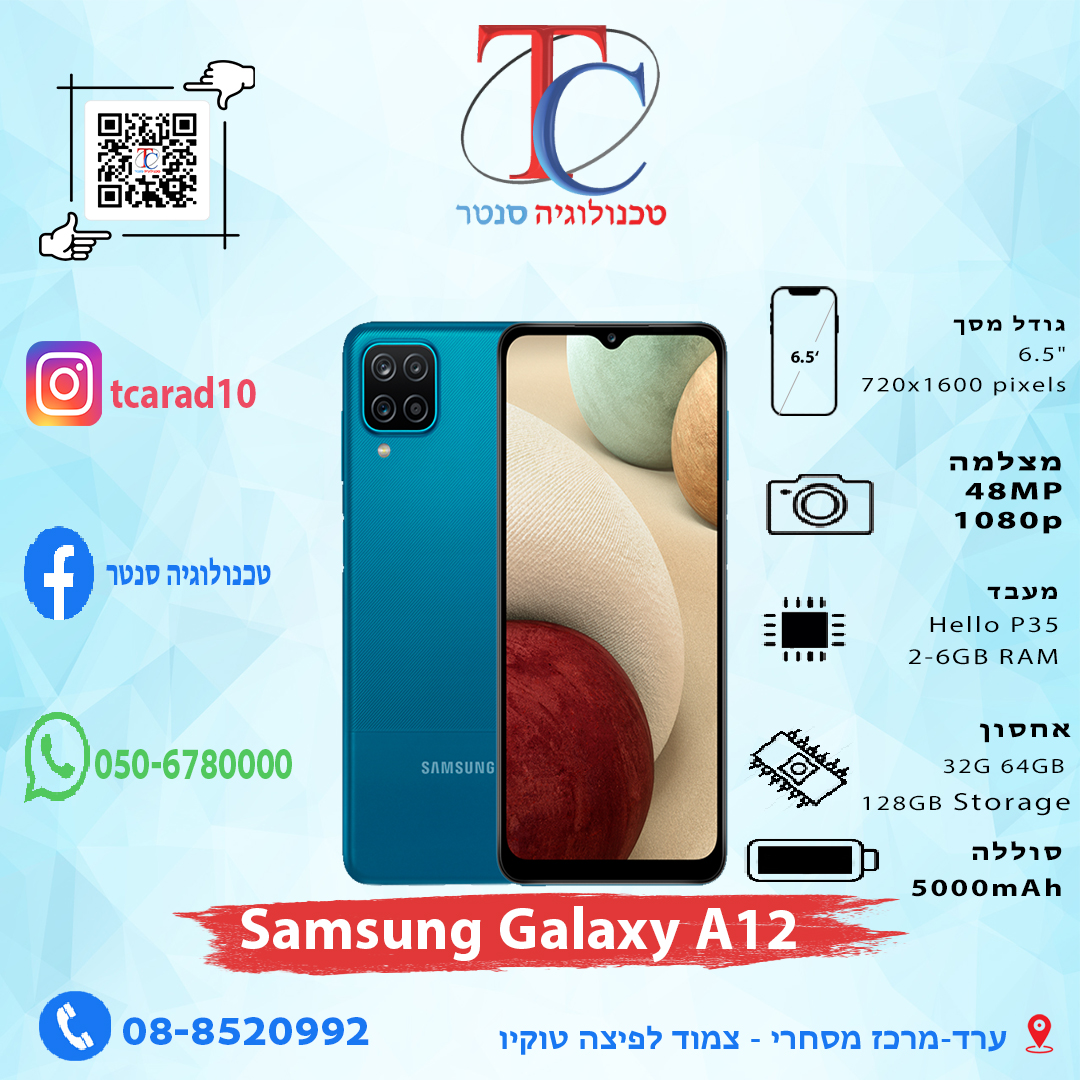 TC
טכנולוגיה סנטר
tcarad10
טכנולוגיה סנטר
050-6780000
SAMSUNG
6.5‘
גודל מסך
6.5"
720x1600 pixels
מצלמה
48MP
1080p
מעבד
Hello P35
2-6GB RAM
אחסון
32G 64GB
128GB Storage
סוללה
5000mAh
Samsung Galaxy A12
08-8520992
ערד-מרכז מסחרי - צמוד לפיצה טוקיו